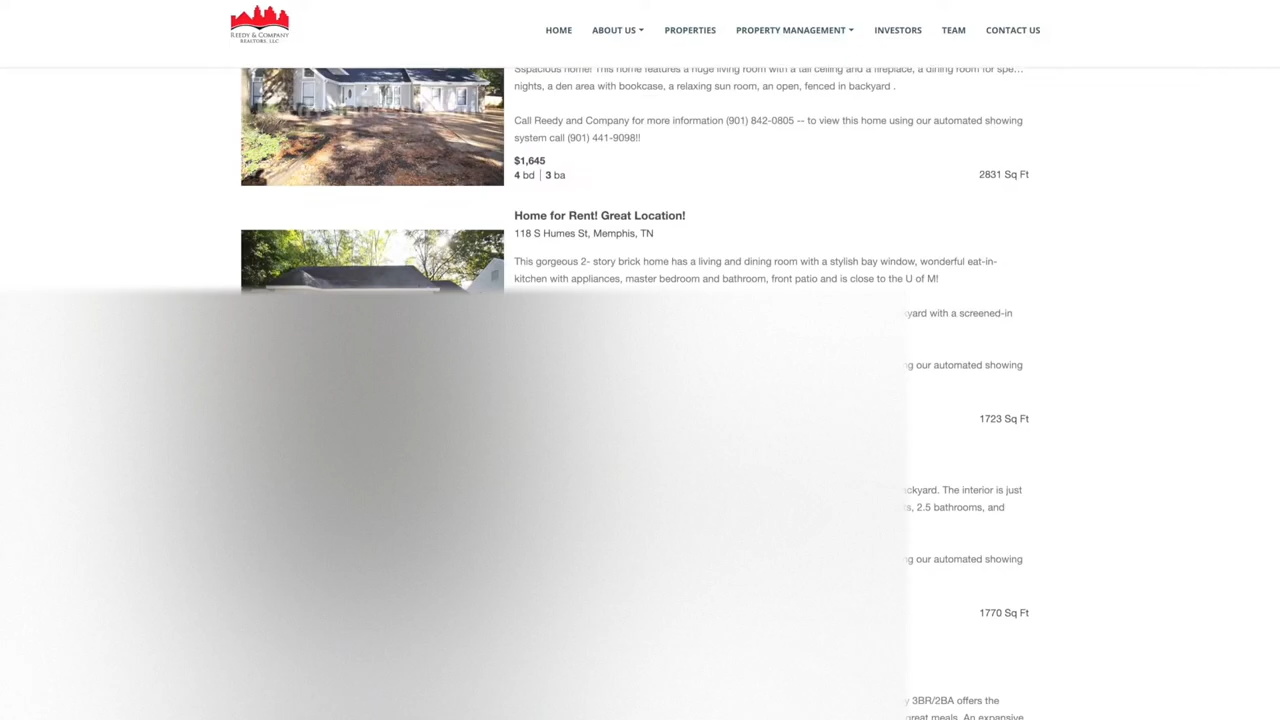 REEDY & COMPANY
REALTORS, LLC
HOME ABOUT US PROPERTIES PROPERTY MANAGEMENT INVESTORS TEAM CONTACT US
Sspacious home! This home features a huge living room with a tall ceiling and a fireplace, a dining room for spe...
nights, a den area with bookcase, a relaxing sun room, an open, fenced in backyard .
Call Reedy and Company for more information (901) 842-0805 -- to view this home using our automated showing
system call (901) 441-9098!!
$1,645
4 bd | 3 ba
2831 Sq Ft
Home for Rent! Great Location!
118 S Humes St, Memphis, TN
This gorgeous 2- story brick home has a living and dining room with a stylish bay window, wonderful eat-in-
kitchen with appliances, master bedroom and bathroom, front patio and is close to the U of M!
with a screened-in
our automated showing
1723 Sq Ft
The interior is just
2.5 bathrooms, and
our automated showing
1770 Sq Ft
3BR/2BA offers the
great meals. An expansive